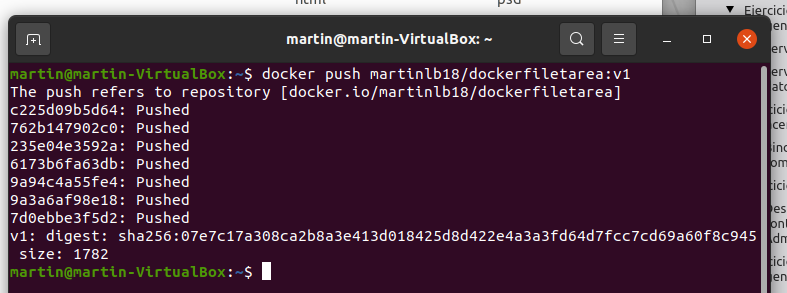 html psd
Ejercicio
martin@martin-VirtualBox: ~
martin@martin-VirtualBox:~$ docker push martinlb18/dockerfiletarea:v1
The push refers to repository [docker.io/martinlb18/dockerfiletarea]
c225d09b5d64: Pushed
762b147902c0: Pushed
235e04e3592a: Pushed
6173b6fa63db: Pushed
9a94c4a55fe4: Pushed
9a3a6af98e18: Pushed
7d0ebbe3f5d2: Pushed
v1: digest: sha256:07e7c17a308ca2b8a3e413d018425d8d422e4a3a3fd64d7fcc7cd69a60f8c945
size: 1782
martin@martin-VirtualBox:~$